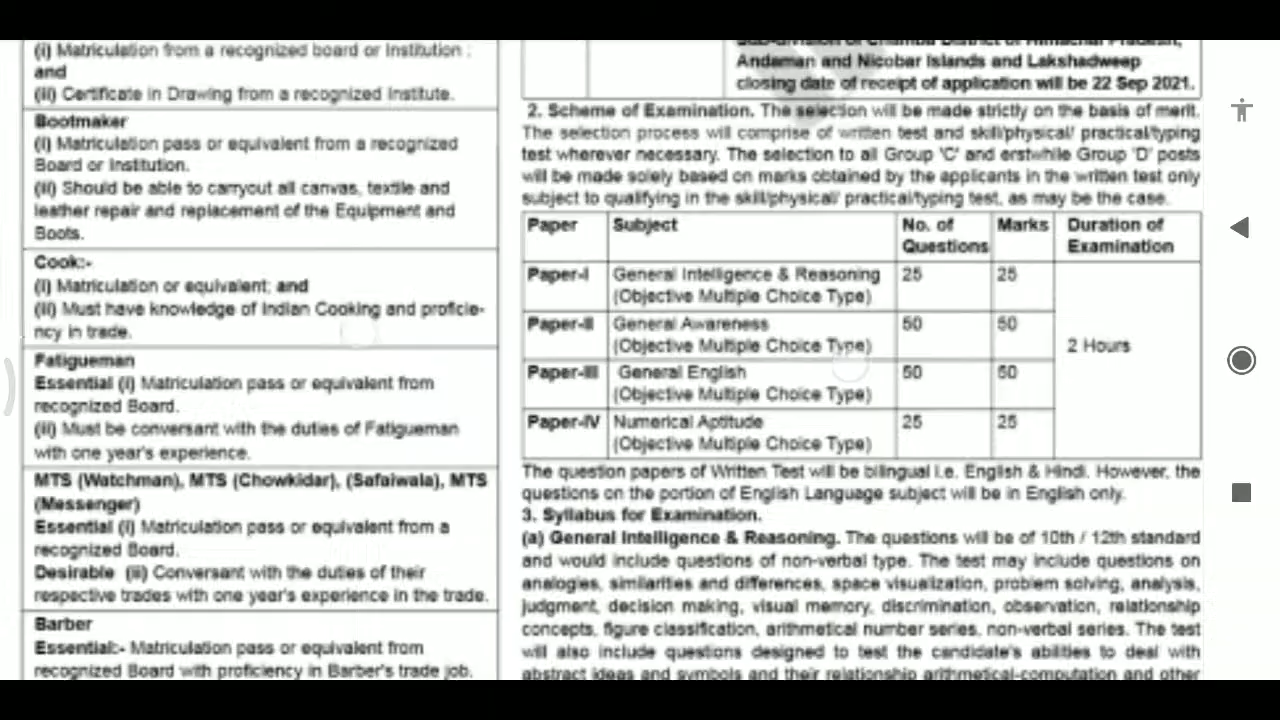 (i) Matriculation from a recognized board or Institution ;
and
(ii) Certificate in Drawing from a recognized Institute.
Bootmaker
(i) Matriculation pass or equivalent from a recognized
Board or Institution.
(ii) Should be able to carryout all canvas, textile and
leather repair and replacement of the Equipment and
Boots.
Cook:-
(i) Matriculation or equivalent; and
(ii) Must have knowledge of Indian Cooking and proficie-
ncy in trade.
Fatigueman
Essential (i) Matriculation pass or equivalent from
recognized Board.
(ii) Must be conversant with the duties of Fatigueman
with one year's experience.
MTS (Watchman), MTS (Chowkidar), (Safaiwala), MTS
(Messenger)
Essential (i) Matriculation pass or equivalent from a
recognized Board.
Desirable (ii) Conversant with the duties of their
respective trades with one year's experience in the trade.
Barber
Essential:- Matriculation pass or equivalent from
recognized Board with proficiency in Barber's trade job.
Sub-division of Chamba District of Himachal Pradesh,
Andaman and Nicobar Islands and Lakshadweep
closing date of receipt of application will be 22 Sep 2021.
2. Scheme of Examination. The selection will be made strictly on the basis of merit.
The selection process will comprise of written test and skill/physical/ practical/typing
test wherever necessary. The selection to all Group 'C' and erstwhile Group 'D' posts
will be made solely based on marks obtained by the applicants in the written test only
subject to qualifying in the skill/physical/ practical/typing test, as may be the case.
Paper Subject No. of Questions Marks Duration of Examination
Paper-I General Intelligence & Reasoning 25 25
(Objective Multiple Choice Type)
Paper-II General Awareness 50 50
(Objective Multiple Choice Type) 2 Hours
Paper-III General English 50 50
(Objective Multiple Choice Type)
Paper-IV Numerical Aptitude 25 25
(Objective Multiple Choice Type)
The question papers of Written Test will be bilingual i.e. English & Hindi. However, the
questions on the portion of English Language subject will be in English only.
3. Syllabus for Examination.
(a) General Intelligence & Reasoning. The questions will be of 10th / 12th standard
and would include questions of non-verbal type. The test may include questions on
analogies, similarities and differences, space visualization, problem solving, analysis,
judgment, decision making, visual memory, discrimination, observation, relationship
concepts, figure classification, arithmetical number series, non-verbal series. The test
will also include questions designed to test the candidate's abilities to deal with
abstract ideas and symbols and their relationship arithmetical-computation and other